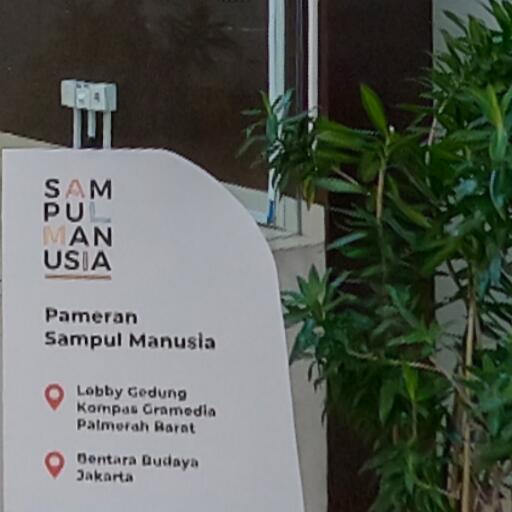 SAM
PUL
MAN
USIA
Pameran
Sampul Manusia
Lobby Gedung
Kompas Gramedia
Palmerah Barat
Bentara Budaya
Jakarta